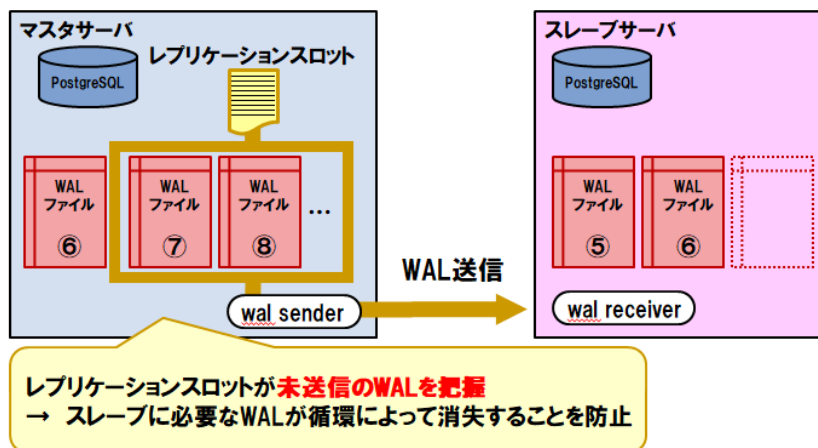 マスタサーバ
レプリケーションスロット
PostgreSQL
WAL
ファイル
⑥
WAL
ファイル
⑦
WAL
ファイル
⑧
…
wal sender
WAL送信
スレーブサーバ
PostgreSQL
WAL
ファイル
⑤
WAL
ファイル
⑥
wal receiver
レプリケーションスロットが未送信のWALを把握
→ スレーブに必要なWALが循環によって消失することを防止